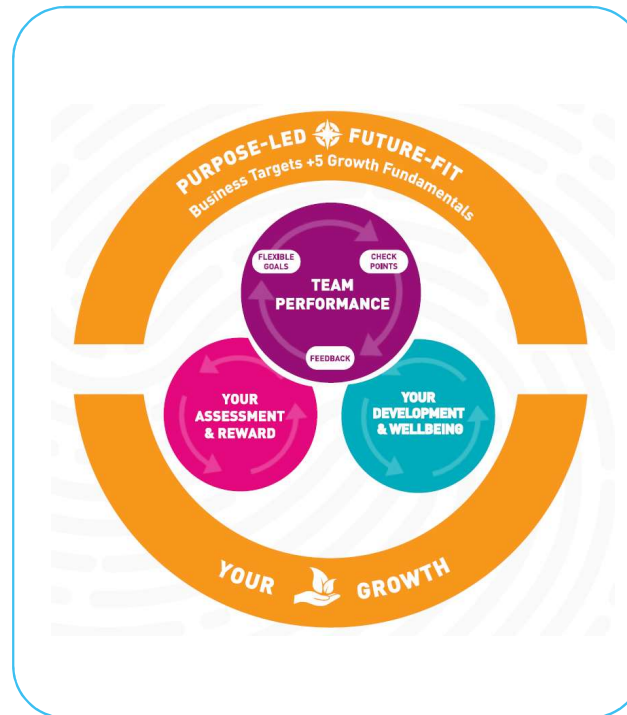 PURPOSE-LED FUTURE-FIT
Business Targets +5 Growth Fundamentals
FLEXIBLE
GOALS
CHECK
POINTS
TEAM
PERFORMANCE
FEEDBACK
YOUR
ASSESSMENT
& REWARD
YOUR
DEVELOPMENT
& WELLBEING
YOUR GROWTH